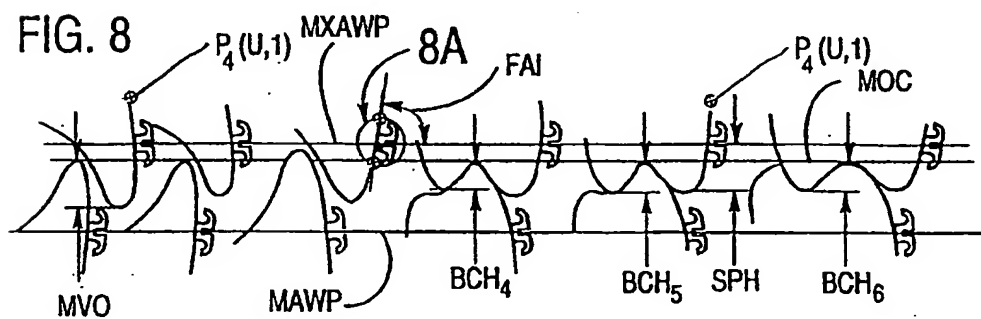 FIG. 8
P₄(U,1)
MXAWP
8A
FAI
P₄(U,1)
MOC
MVO
MAWP
BCH₄
BCH₅
SPH
BCH₆